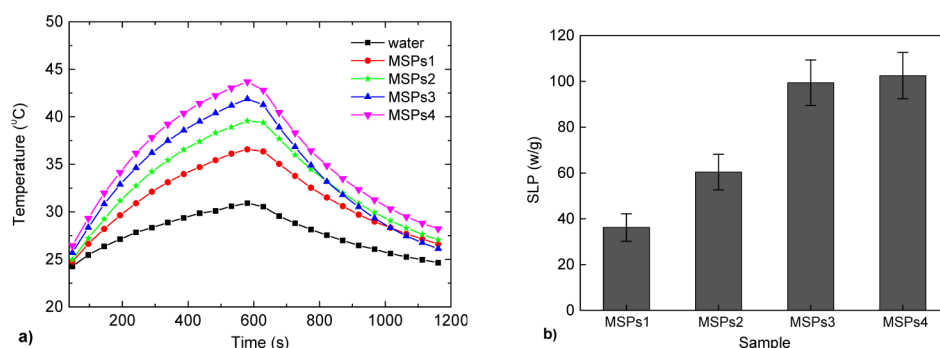 50
45
40
35
30
25
20
Temperature (⁰C)
water
MSPs1
MSPs2
MSPs3
MSPs4
200 400 600 800 1000 1200
Time (s)
a)
120
100
80
60
40
20
0
SLP (w/g)
MSPs1 MSPs2 MSPs3 MSPs4
Sample
b)